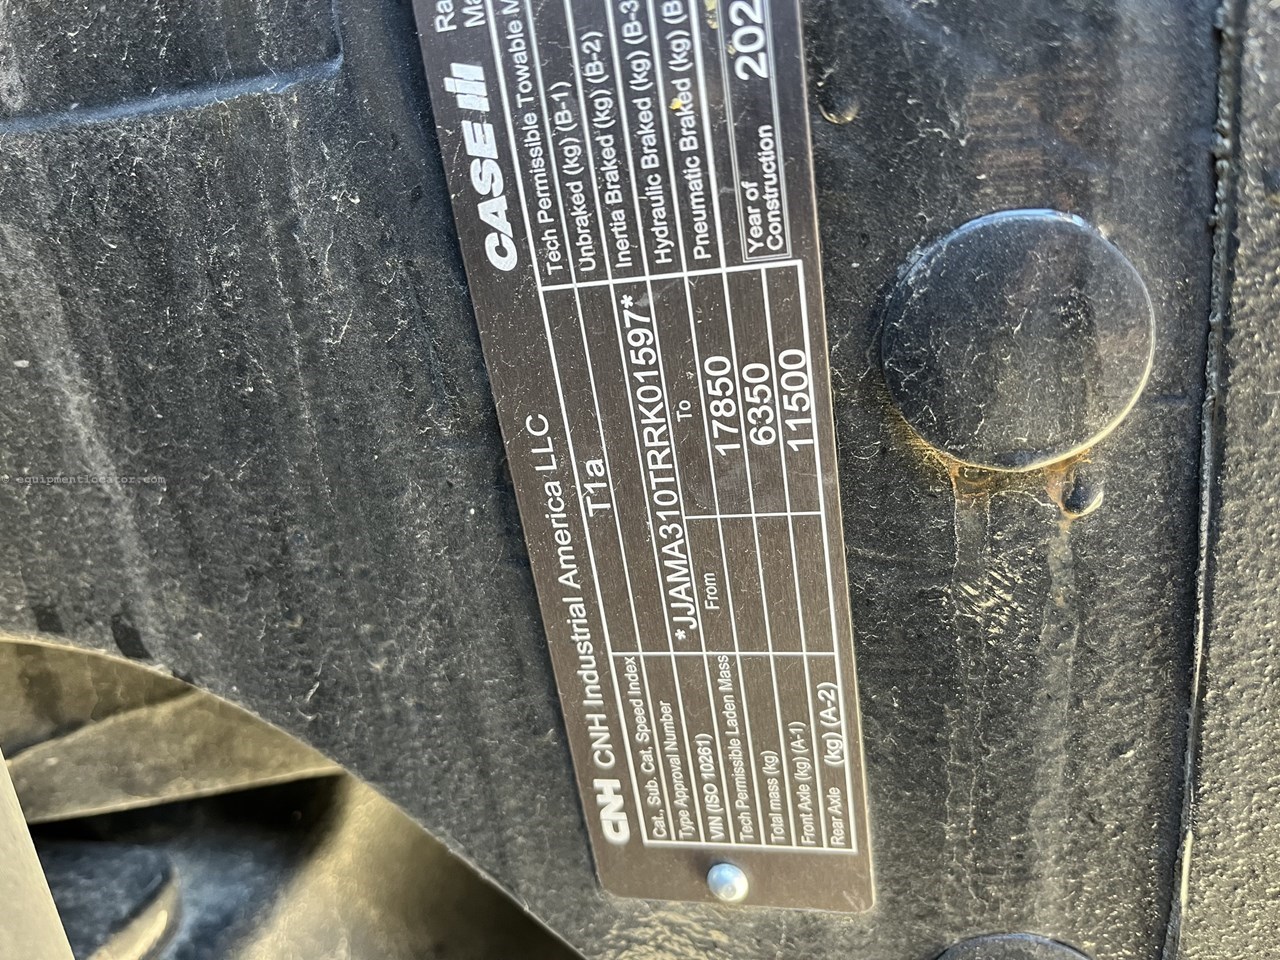 CNH CNH Industrial America LLC
CASE IH
Cat, Sub. Cat, Speed Index T1a
Type Approval Number
VIN (ISO 10261) *JJAMA310TRRK01597*
Tech Permissible Laden Mass From To
Total mass (kg) 17850
Front Axle (kg) (A-1) 6350
Rear Axle (kg) (A-2) 11500
Tech Permissible Towable M
Unbraked (kg) (B-1)
Inertia Braked (kg) (B-2)
Hydraulic Braked (kg) (B-3
Pneumatic Braked (kg) (B
Year of
Construction
202
Ra
Ma
equipmentlocator.com